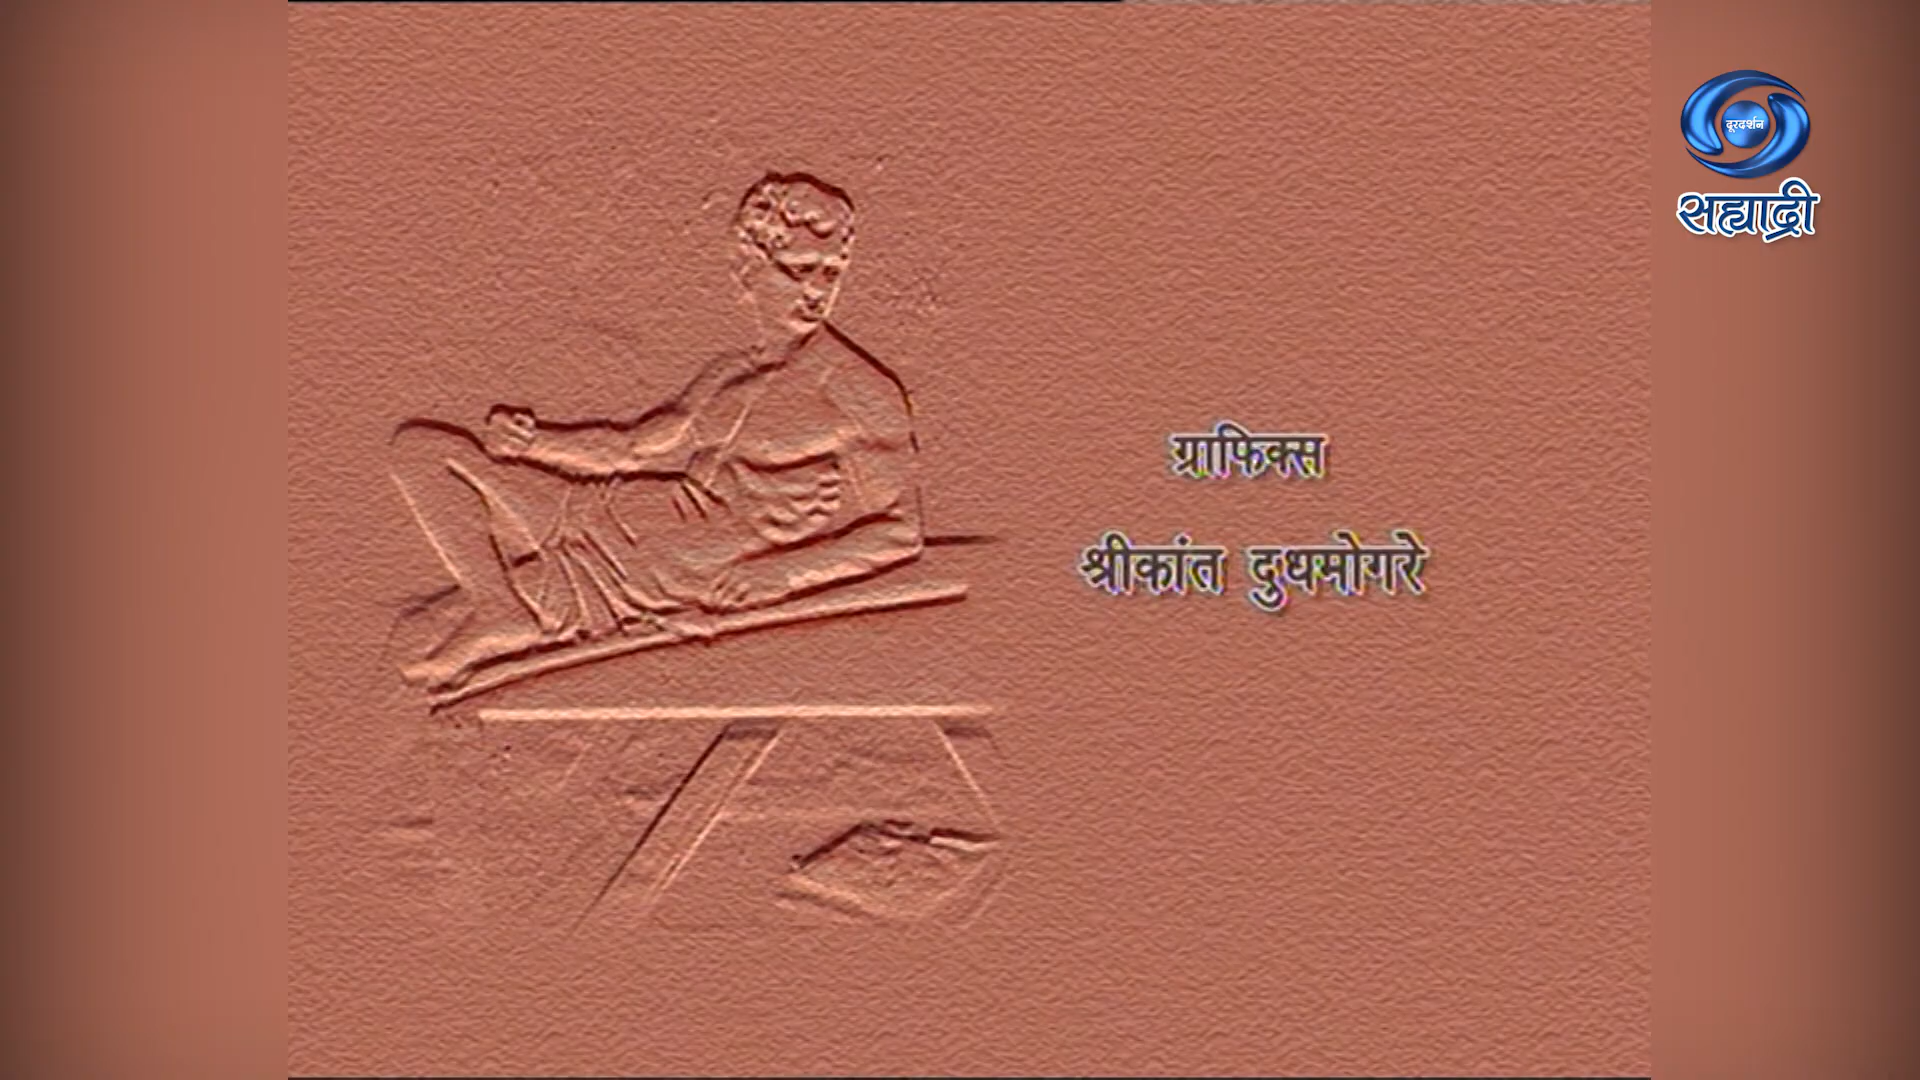 दूरदर्शन
सह्याद्री
ग्राफिक्स
श्रीकांत दुधमोगरे